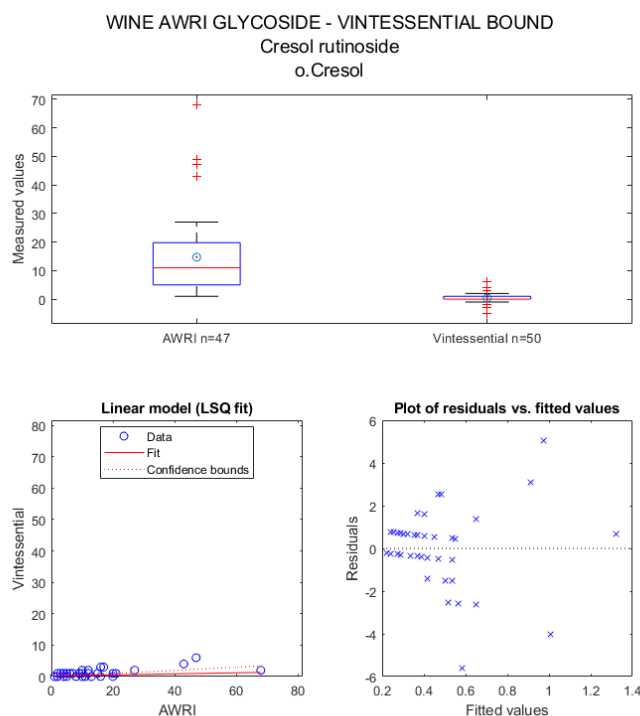 WINE AWRI GLYCOSIDE - VINTESSENTIAL BOUND
Cresol rutinoside
o.Cresol
70
60
50
40
30
20
10
0
Measured values
AWRI n=47
Vintessential n=50
Linear model (LSQ fit)
80
70
60
50
40
30
20
10
0
Vintessential
Data
Fit
Confidence bounds
0
20
40
60
80
AWRI
Plot of residuals vs. fitted values
6
4
2
0
-2
-4
-6
Residuals
0.2
0.4
0.6
0.8
1
1.2
1.4
Fitted values